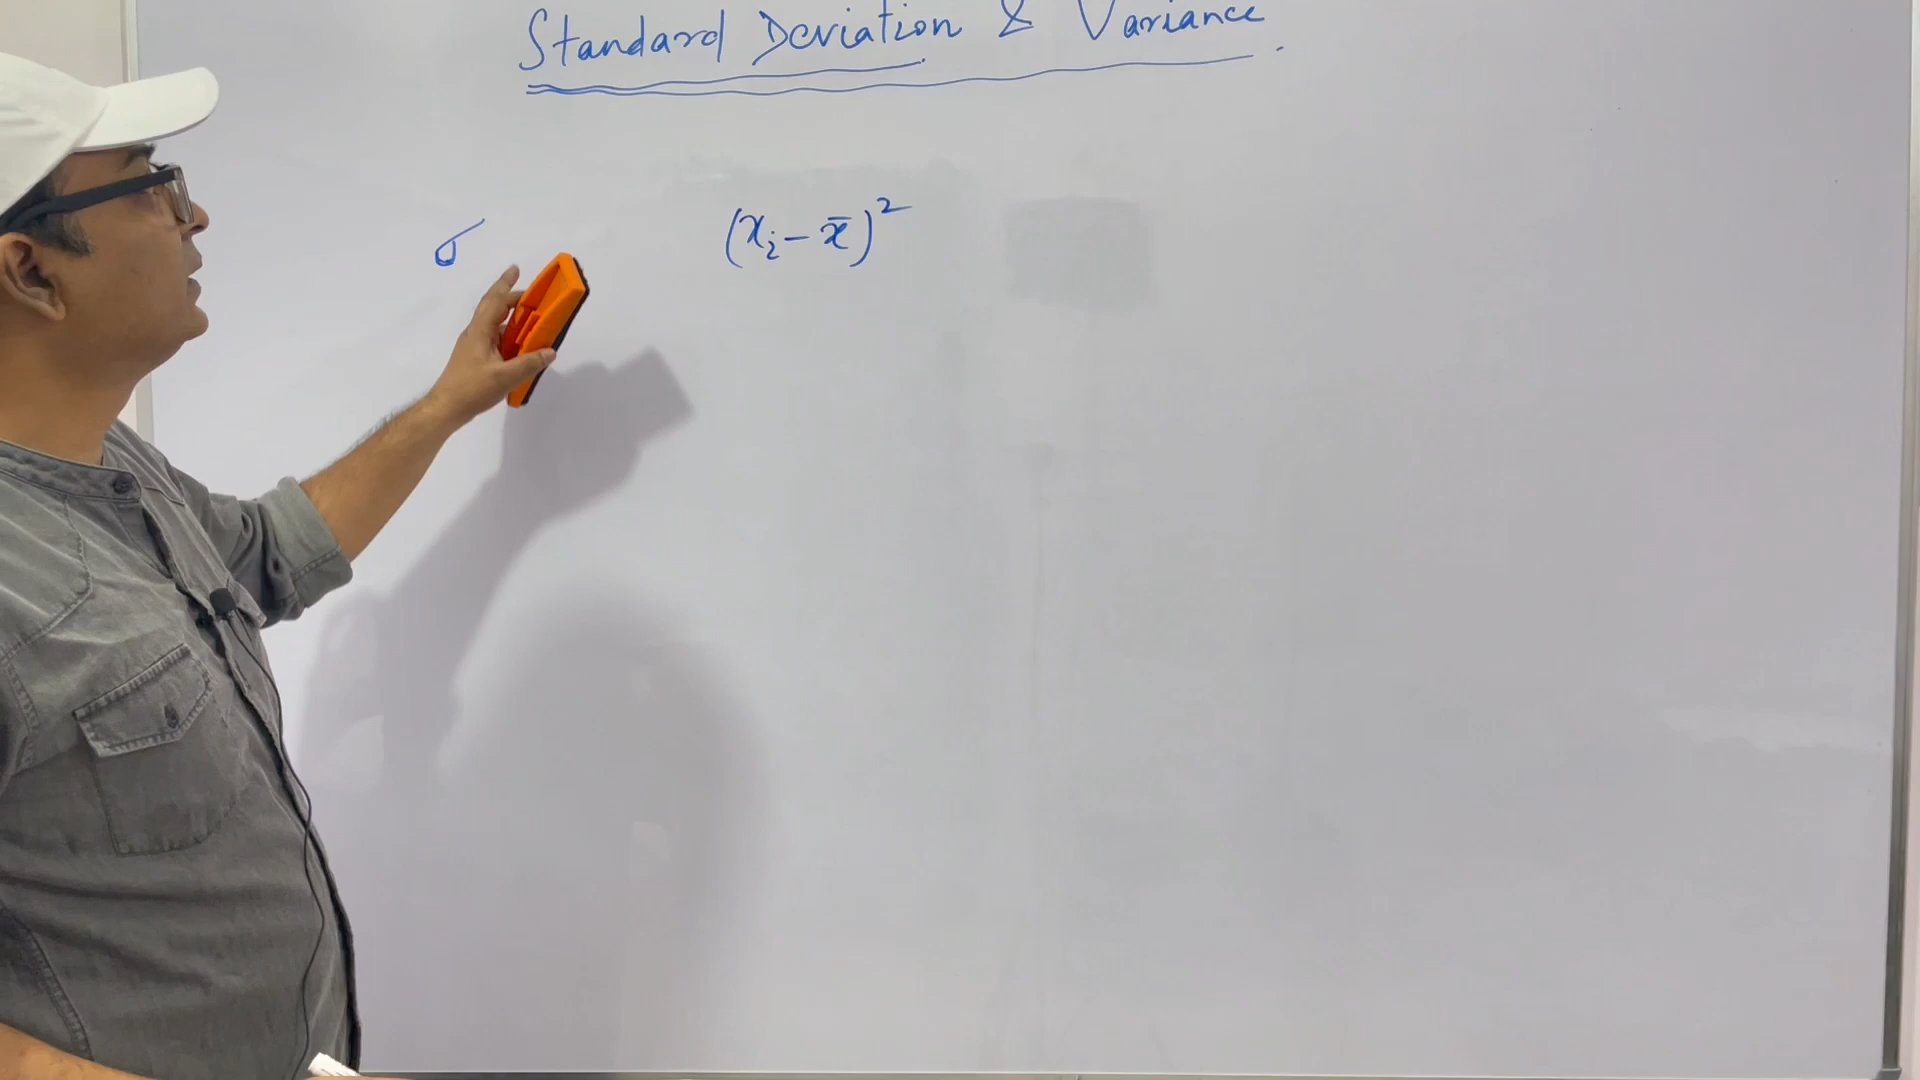 Standard Deviation & Variance.
σ (xᵢ - x̄)²